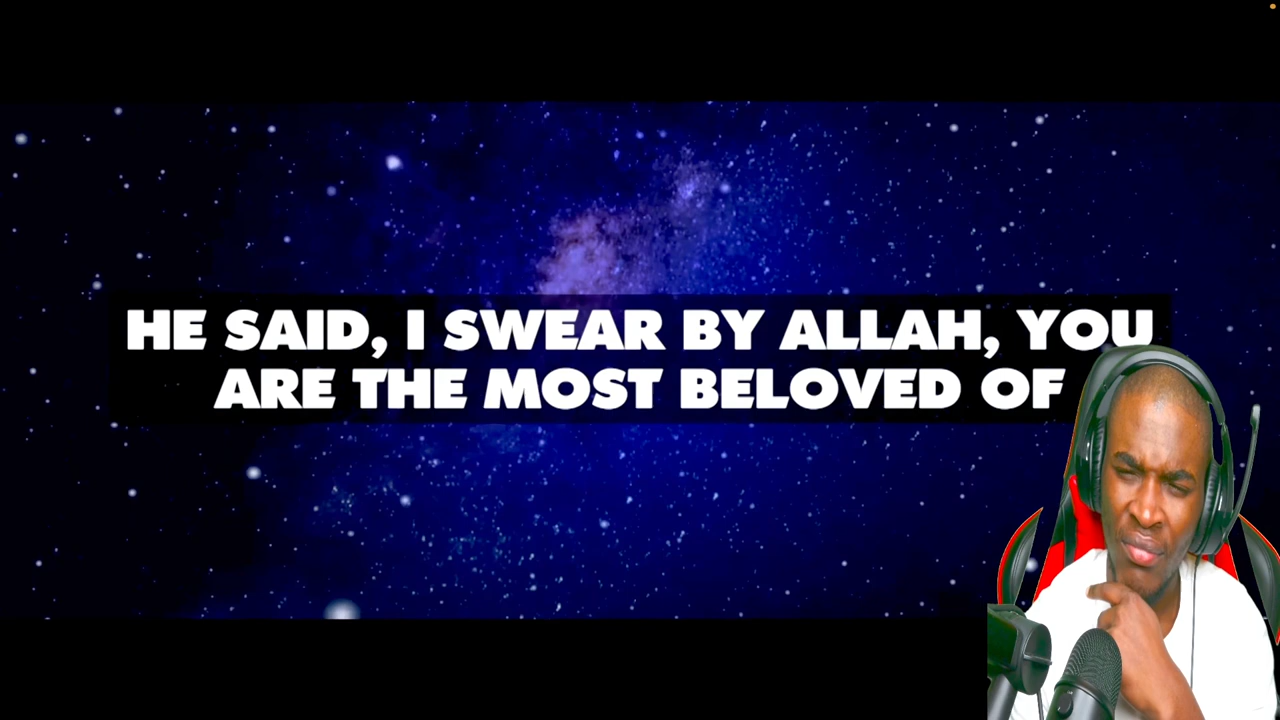 HE SAID, I SWEAR BY ALLAH, YOU
ARE THE MOST BELOVED OF